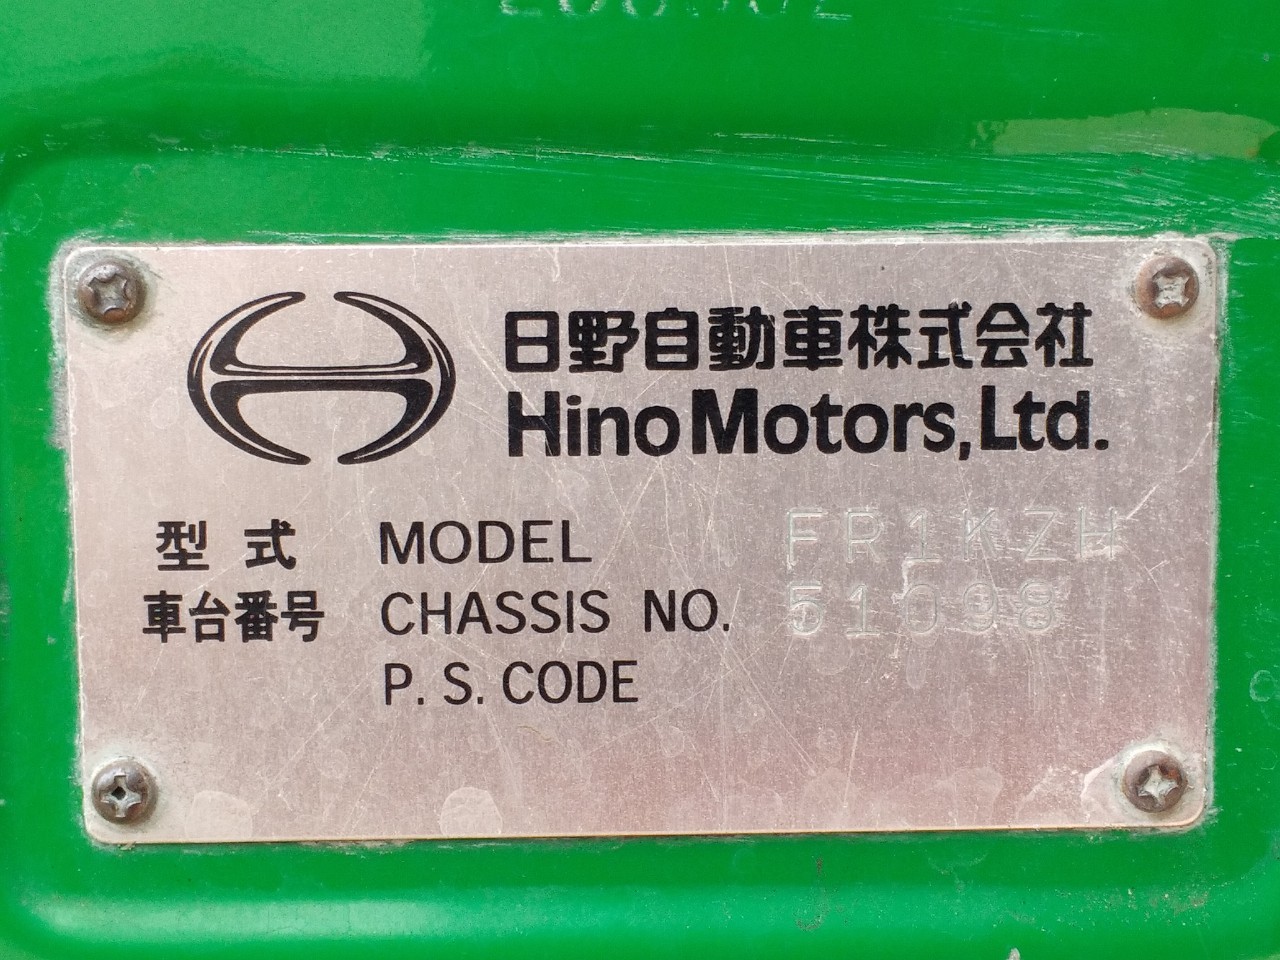 日野自動車株式会社
Hino Motors, Ltd.
型式 MODEL FR1KZH
車台番号 CHASSIS NO. 51098
P. S. CODE